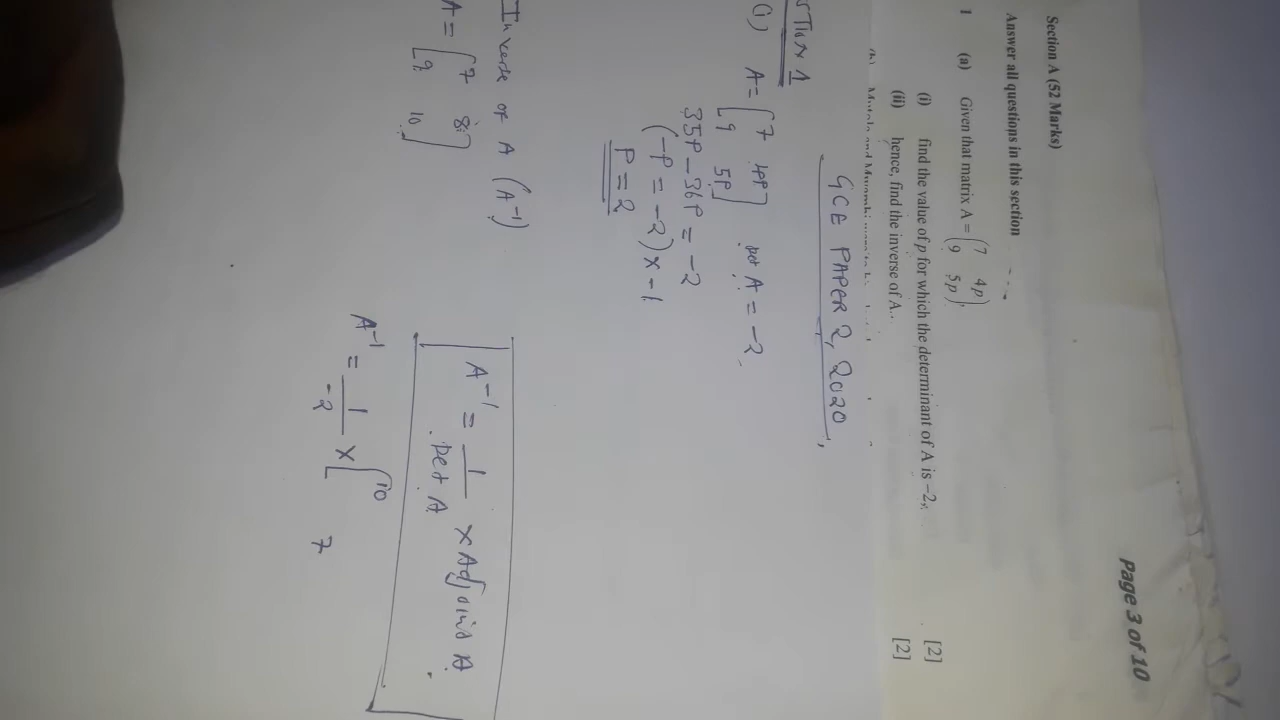 Page 3 of 10
Section A (52 Marks)
Answer all questions in this section
1 (a) Given that matrix A = (7 4p
9 5p),
(i) find the value of p for which the determinant of A is −2, [2]
(ii) hence, find the inverse of A. [2]
GCE PAPER 2, 2020
1
(i) A = [7 4P
9 5P] Det A = -2
35P - 36P = -2
(-P = -2) x -1
P = 2
Inverse of A (A⁻¹)
A = [7 8
9 10]
A⁻¹ = 1 x Adjoint A
Det A
A⁻¹ = 1 x [10
-2 7